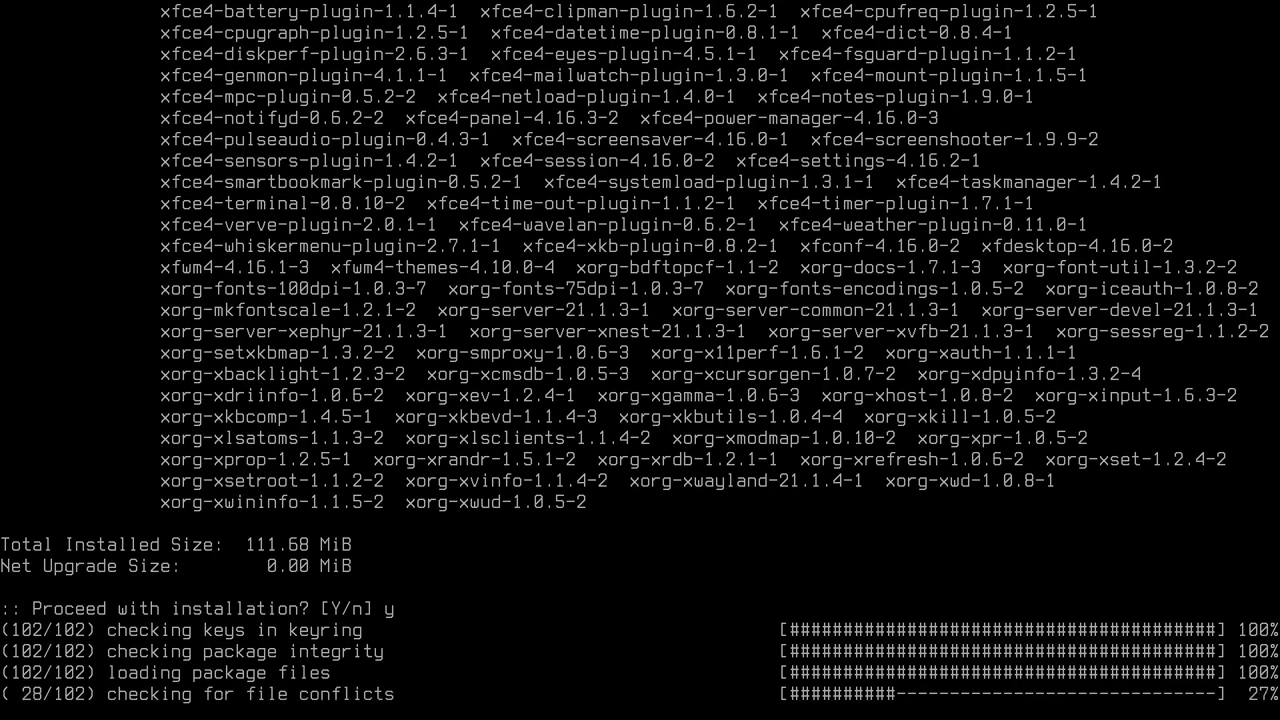 xfce4-battery-plugin-1.1.4-1  xfce4-clipman-plugin-1.6.2-1  xfce4-cpufreq-plugin-1.2.5-1
xfce4-cpugraph-plugin-1.2.5-1  xfce4-datetime-plugin-0.8.1-1  xfce4-dict-0.8.4-1
xfce4-diskperf-plugin-2.6.3-1  xfce4-eyes-plugin-4.5.1-1  xfce4-fsguard-plugin-1.1.2-1
xfce4-genmon-plugin-4.1.1-1  xfce4-mailwatch-plugin-1.3.0-1  xfce4-mount-plugin-1.1.5-1
xfce4-mpc-plugin-0.5.2-2  xfce4-netload-plugin-1.4.0-1  xfce4-notes-plugin-1.9.0-1
xfce4-notifyd-0.6.2-2  xfce4-panel-4.16.3-2  xfce4-power-manager-4.16.0-3
xfce4-pulseaudio-plugin-0.4.3-1  xfce4-screensaver-4.16.0-1  xfce4-screenshooter-1.9.9-2
xfce4-sensors-plugin-1.4.2-1  xfce4-session-4.16.0-2  xfce4-settings-4.16.2-1
xfce4-smartbookmark-plugin-0.5.2-1  xfce4-systemload-plugin-1.3.1-1  xfce4-taskmanager-1.4.2-1
xfce4-terminal-0.8.10-2  xfce4-time-out-plugin-1.1.2-1  xfce4-timer-plugin-1.7.1-1
xfce4-verve-plugin-2.0.1-1  xfce4-wavelan-plugin-0.6.2-1  xfce4-weather-plugin-0.11.0-1
xfce4-whiskermenu-plugin-2.7.1-1  xfce4-xkb-plugin-0.8.2-1  xfconf-4.16.0-2  xfdesktop-4.16.0-2
xfwm4-4.16.1-3  xfwm4-themes-4.10.0-4  xorg-bdftopcf-1.1-2  xorg-docs-1.7.1-3  xorg-font-util-1.3.2-2
xorg-fonts-100dpi-1.0.3-7  xorg-fonts-75dpi-1.0.3-7  xorg-fonts-encodings-1.0.5-2  xorg-iceauth-1.0.8-2
xorg-mkfontscale-1.2.1-2  xorg-server-21.1.3-1  xorg-server-common-21.1.3-1  xorg-server-devel-21.1.3-1
xorg-server-xephyr-21.1.3-1  xorg-server-xnest-21.1.3-1  xorg-server-xvfb-21.1.3-1  xorg-sessreg-1.1.2-2
xorg-setxkbmap-1.3.2-2  xorg-smproxy-1.0.6-3  xorg-x11perf-1.6.1-2  xorg-xauth-1.1.1-1
xorg-xbacklight-1.2.3-2  xorg-xcmsdb-1.0.5-3  xorg-xcursorgen-1.0.7-2  xorg-xdpyinfo-1.3.2-4
xorg-xdriinfo-1.0.6-2  xorg-xev-1.2.4-1  xorg-xgamma-1.0.6-3  xorg-xhost-1.0.8-2  xorg-xinput-1.6.3-2
xorg-xkbcomp-1.4.5-1  xorg-xkbevd-1.1.4-3  xorg-xkbutils-1.0.4-4  xorg-xkill-1.0.5-2
xorg-xlsatoms-1.1.3-2  xorg-xlsclients-1.1.4-2  xorg-xmodmap-1.0.10-2  xorg-xpr-1.0.5-2
xorg-xprop-1.2.5-1  xorg-xrandr-1.5.1-2  xorg-xrdb-1.2.1-1  xorg-xrefresh-1.0.6-2  xorg-xset-1.2.4-2
xorg-xsetroot-1.1.2-2  xorg-xvinfo-1.1.4-2  xorg-xwayland-21.1.4-1  xorg-xwd-1.0.8-1
xorg-xwininfo-1.1.5-2  xorg-xwud-1.0.5-2
Total Installed Size:  111.68 MiB
Net Upgrade Size:        0.00 MiB
:: Proceed with installation? [Y/n] y
(102/102) checking keys in keyring [########################################] 100%
(102/102) checking package integrity [########################################] 100%
(102/102) loading package files [########################################] 100%
( 28/102) checking for file conflicts [##########------------------------------] 27%